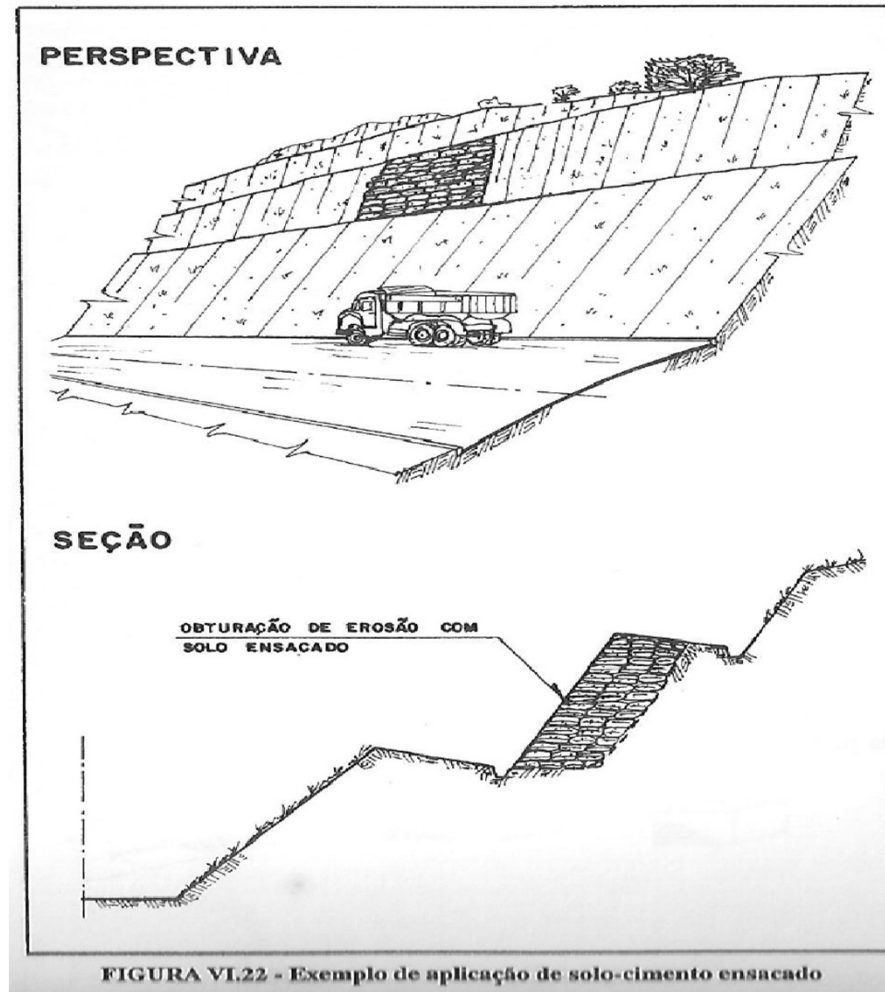 PERSPECTIVA
SEÇÃO
OBTURAÇÃO DE EROSÃO COM
SOLO ENSACADO
FIGURA VI.22 - Exemplo de aplicação de solo-cimento ensacado